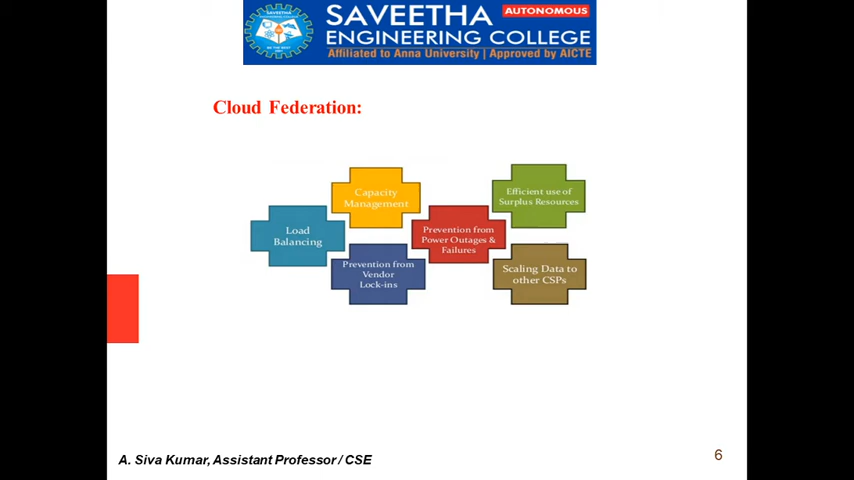 SAVEETHA
AUTONOMOUS
ENGINEERING COLLEGE
Affiliated to Anna University | Approved by AICTE
Cloud Federation:
Capacity
Management
Efficient use of
Surplus Resources
Load
Balancing
Prevention from
Power Outages &
Failures
Prevention from
Vendor
Lock-ins
Scaling Data to
other CSPs
A. Siva Kumar, Assistant Professor / CSE
6